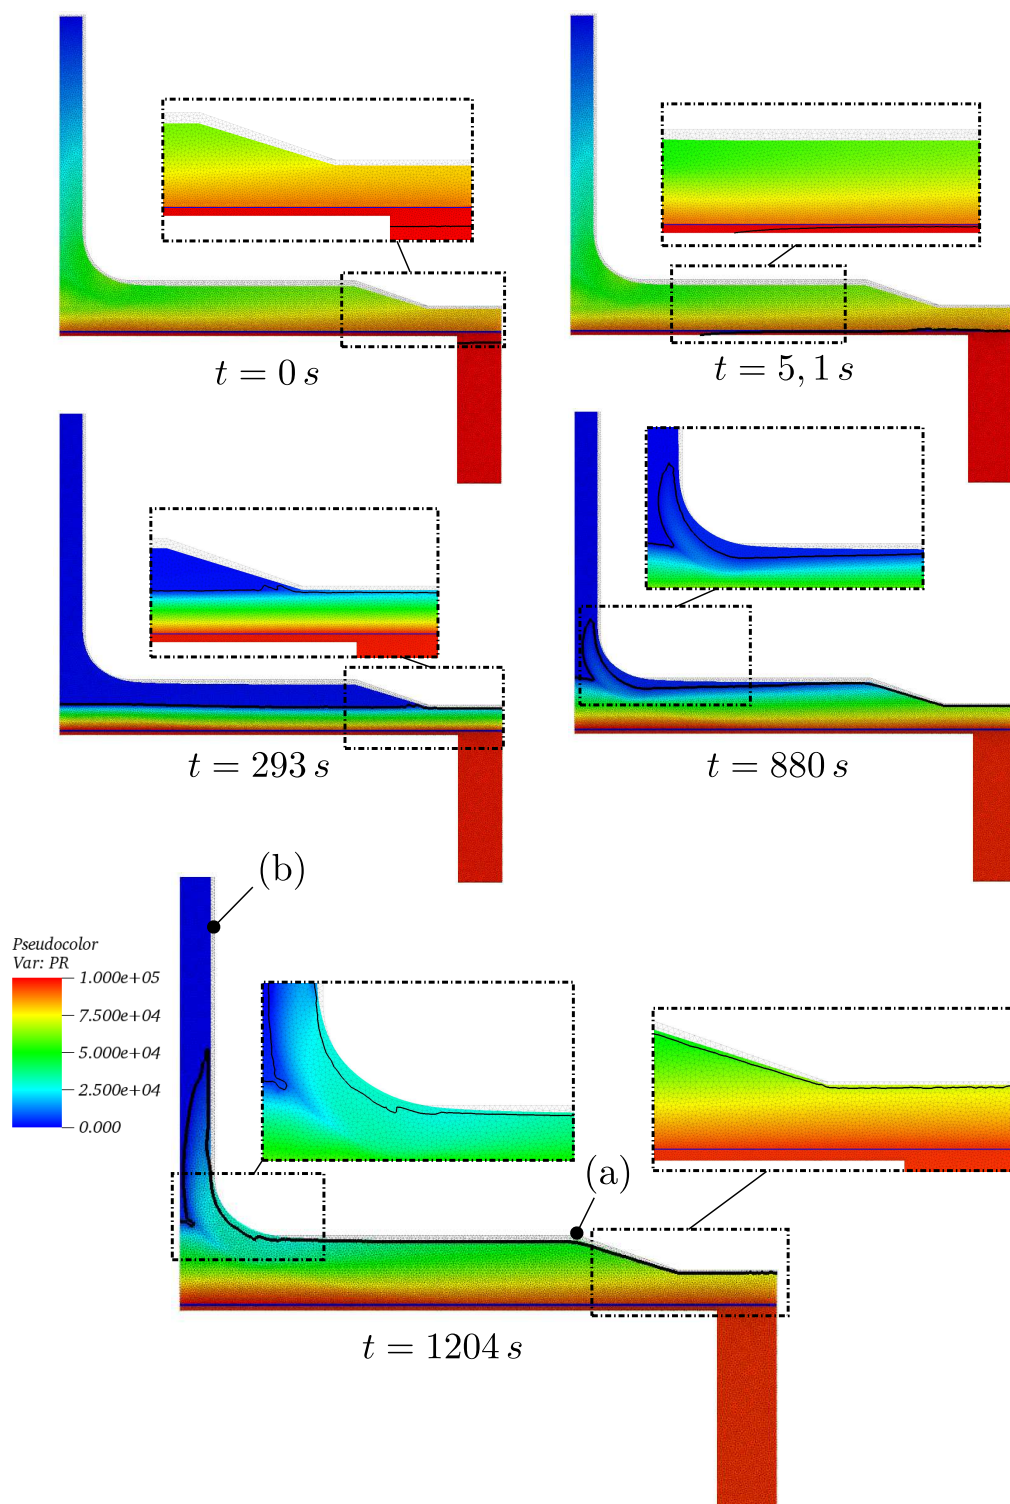 t = 0 s
t = 5, 1 s
t = 293 s
t = 880 s
(b)
Pseudocolor
Var: PR
1.000e+05
7.500e+04
5.000e+04
2.500e+04
0.000
(a)
t = 1204 s